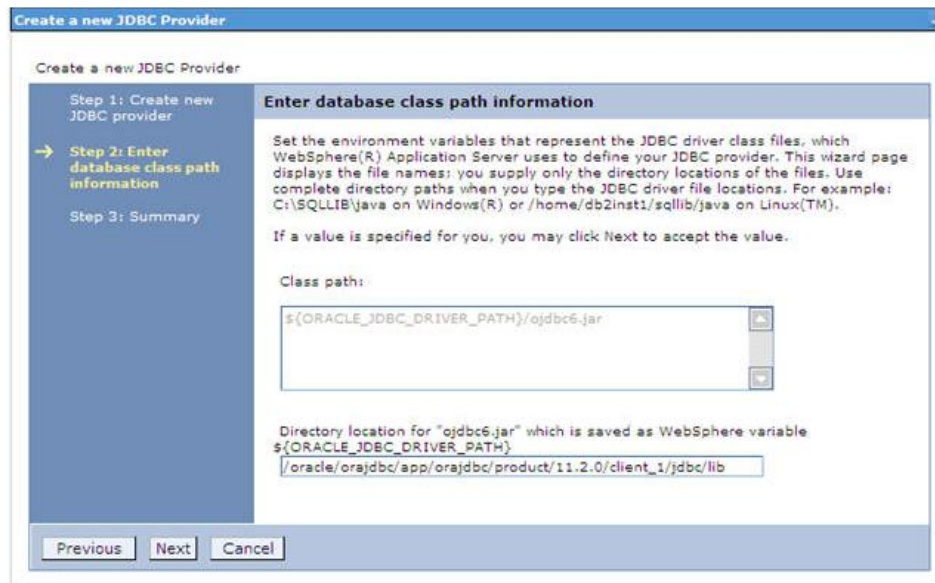 Create a new JDBC Provider
Create a new JDBC Provider
Step 1: Create new
JDBC provider
Step 2: Enter
database class path
information
Step 3: Summary
Enter database class path information
Set the environment variables that represent the JDBC driver class files, which
WebSphere(R) Application Server uses to define your JDBC provider. This wizard page
displays the file names; you supply only the directory locations of the files. Use
complete directory paths when you type the JDBC driver file locations. For example:
C:\SQLLIB\java on Windows(R) or /home/db2inst1/sqllib/java on Linux(TM).
If a value is specified for you, you may click Next to accept the value.
Class path:
${ORACLE_JDBC_DRIVER_PATH}/ojdbc6.jar
Directory location for "ojdbc6.jar" which is saved as WebSphere variable
${ORACLE_JDBC_DRIVER_PATH}
/oracle/orajdbc/app/orajdbc/product/11.2.0/client_1/jdbc/lib
Previous Next Cancel